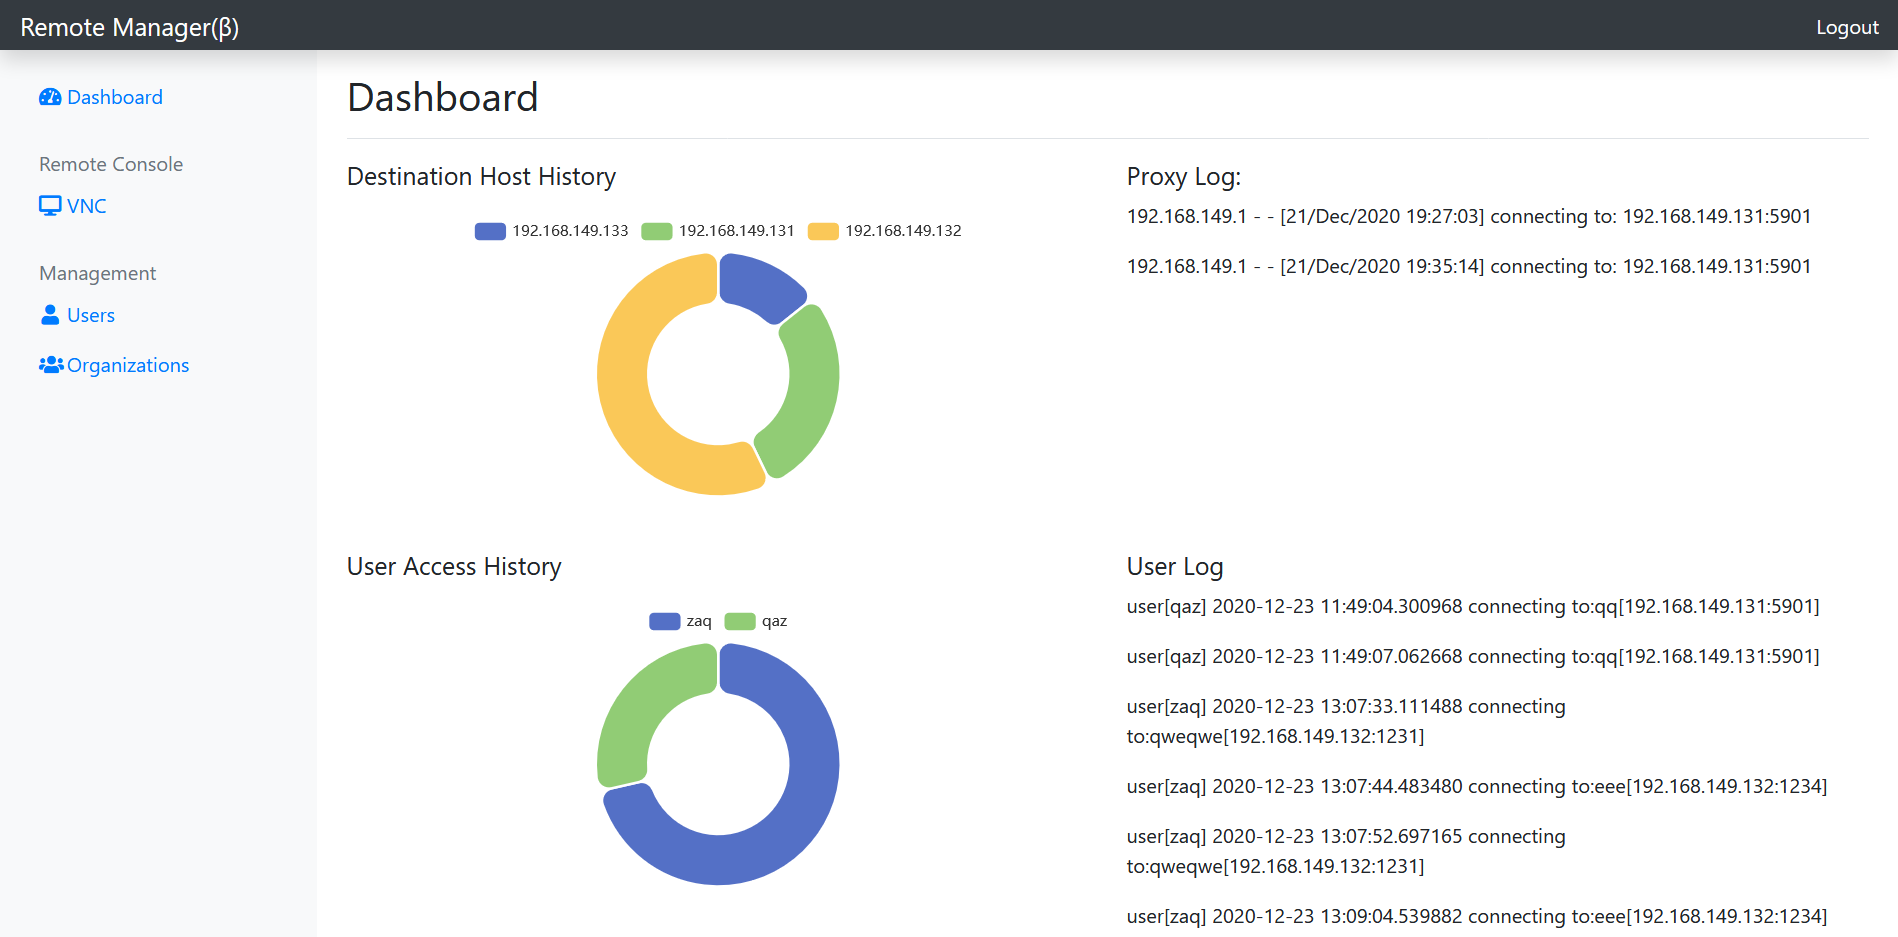 Remote Manager(β)
Logout
Dashboard
Remote Console
VNC
Management
Users
Organizations
Dashboard
Destination Host History
192.168.149.133 192.168.149.131 192.168.149.132
Proxy Log:
192.168.149.1 - - [21/Dec/2020 19:27:03] connecting to: 192.168.149.131:5901
192.168.149.1 - - [21/Dec/2020 19:35:14] connecting to: 192.168.149.131:5901
User Access History
zaq qaz
User Log
user[qaz] 2020-12-23 11:49:04.300968 connecting to:qq[192.168.149.131:5901]
user[qaz] 2020-12-23 11:49:07.062668 connecting to:qq[192.168.149.131:5901]
user[zaq] 2020-12-23 13:07:33.111488 connecting
to:qweqwe[192.168.149.132:1231]
user[zaq] 2020-12-23 13:07:44.483480 connecting to:eee[192.168.149.132:1234]
user[zaq] 2020-12-23 13:07:52.697165 connecting
to:qweqwe[192.168.149.132:1231]
user[zaq] 2020-12-23 13:09:04.539882 connecting to:eee[192.168.149.132:1234]